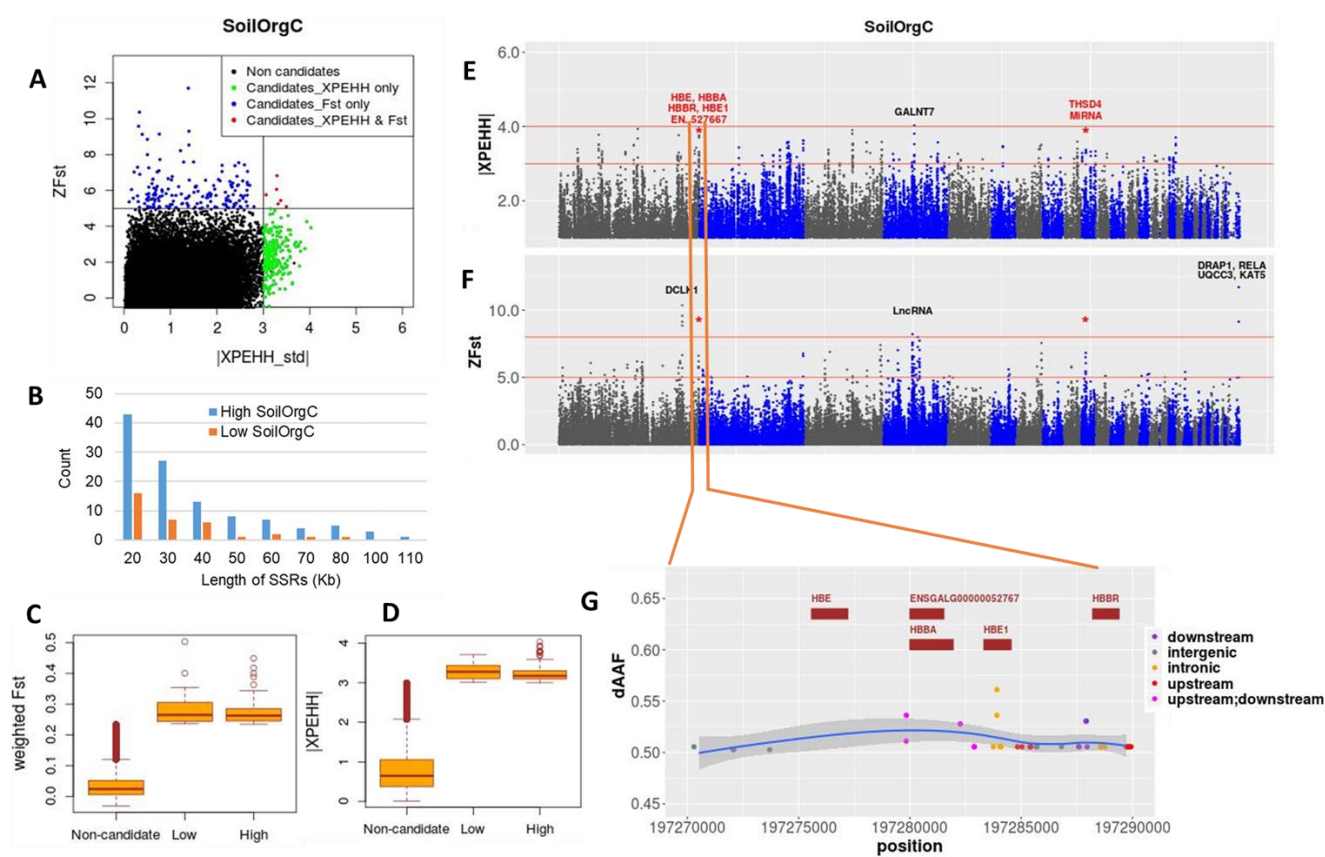 SoilOrgC
A
ZFst
12
10
8
6
4
2
0
Non candidates
Candidates_XPEHH only
Candidates_Fst only
Candidates_XPEHH & Fst
0 1 2 3 4 5 6
|XPEHH_std|
B
Count
50
40
30
20
10
0
High SoilOrgC
Low SoilOrgC
20 30 40 50 60 70 80 100 110
Length of SSRs (Kb)
C
weighted Fst
0.5
0.4
0.3
0.2
0.1
0.0
Non-candidate Low High
D
|XPEHH|
4
3
2
1
0
Non-candidate Low High
SoilOrgC
E
|XPEHH|
6.0
4.0
2.0
HBE, HBBA
HBBR, HBE1
EN..527667
GALNT7
THSD4
MiRNA
*
*
F
ZFst
10.0
5.0
0.0
DCLK1
*
LncRNA
*
DRAP1, RELA
UQCC3, KAT5
G
dAAF
0.65
0.60
0.55
0.50
0.45
HBE
ENSGALG00000052767
HBBR
HBBA
HBE1
197270000 197275000 197280000 197285000 197290000
position
downstream
intergenic
intronic
upstream
upstream;downstream